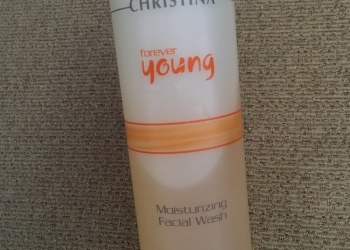 CHRISTINA
forever
young
Moisturizing
Facial Wash